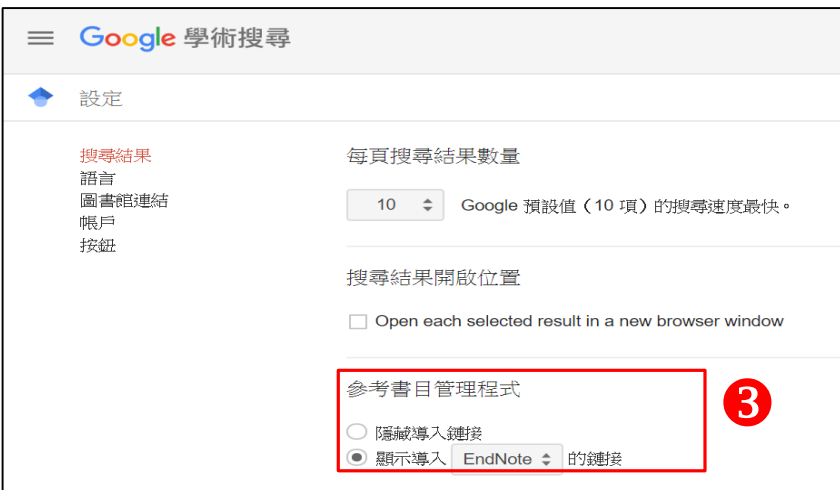 Google 學術搜尋
設定
搜尋結果
語言
圖書館連結
帳戶
按鈕
每頁搜尋結果數量
10 Google 預設值（10 項）的搜尋速度最快。
搜尋結果開啟位置
Open each selected result in a new browser window
參考書目管理程式
3
隱藏導入鏈接
顯示導入 EndNote 的鏈接